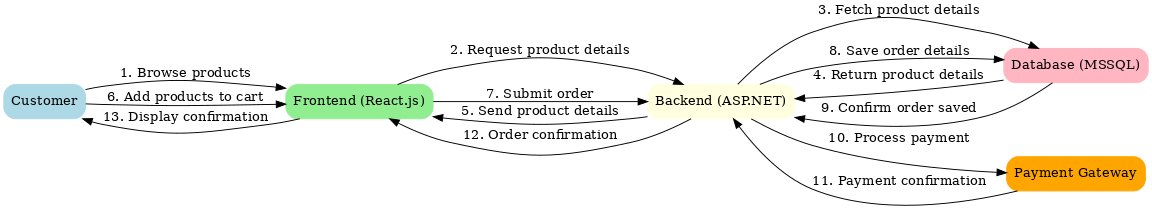 3. Fetch product details
2. Request product details
8. Save order details
Database (MSSQL)
1. Browse products
4. Return product details
Customer
6. Add products to cart
Frontend (React.js)
7. Submit order
Backend (ASP.NET)
5. Send product details
9. Confirm order saved
13. Display confirmation
12. Order confirmation
10. Process payment
Payment Gateway
11. Payment confirmation